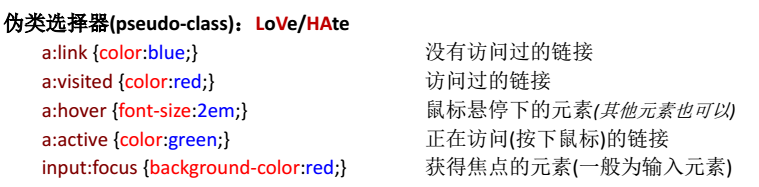 伪类选择器(pseudo-class)：LoVe/HAte
a:link {color:blue;} 没有访问过的链接
a:visited {color:red;} 访问过的链接
a:hover {font-size:2em;} 鼠标悬停下的元素(其他元素也可以)
a:active {color:green;} 正在访问(按下鼠标)的链接
input:focus {background-color:red;} 获得焦点的元素(一般为输入元素)